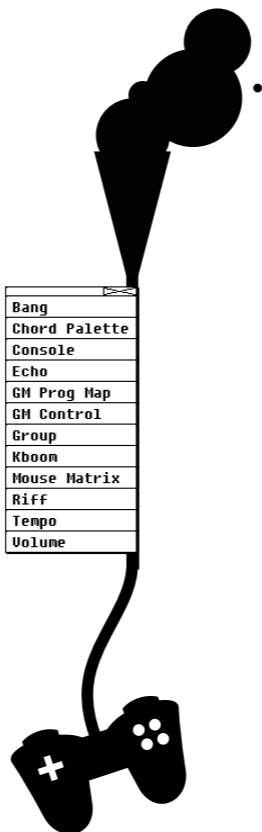 Bang
Chord Palette
Console
Echo
GM Prog Map
GM Control
Group
Kboom
Mouse Matrix
Riff
Tempo
Volume